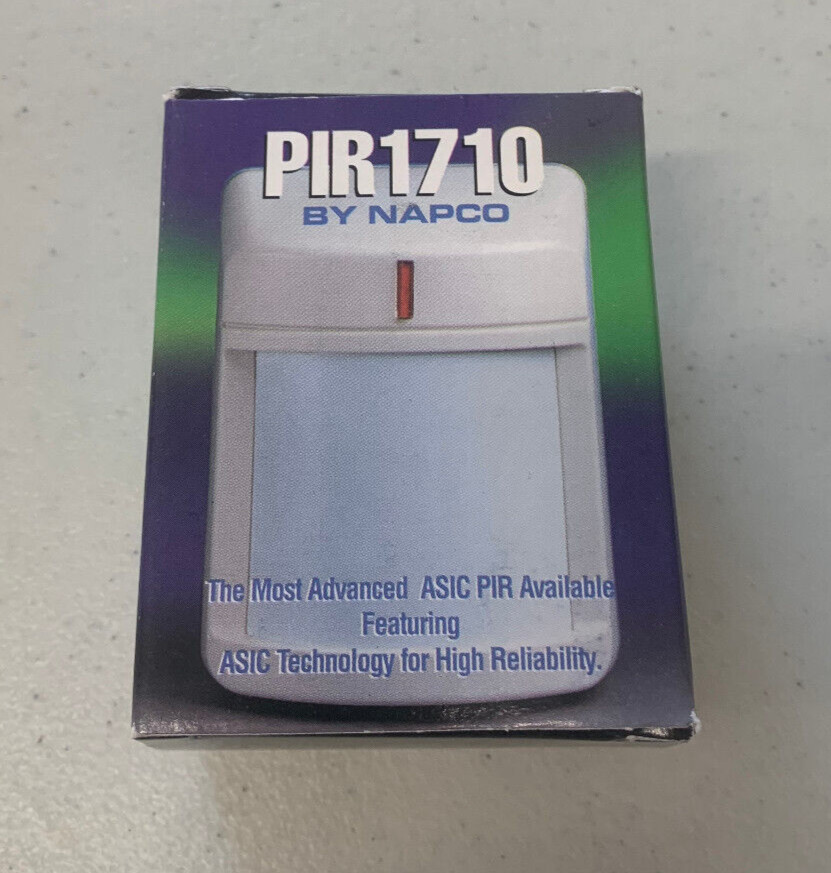 PIR1710
BY NAPCO
The Most Advanced ASIC PIR Available
Featuring
ASIC Technology for High Reliability.